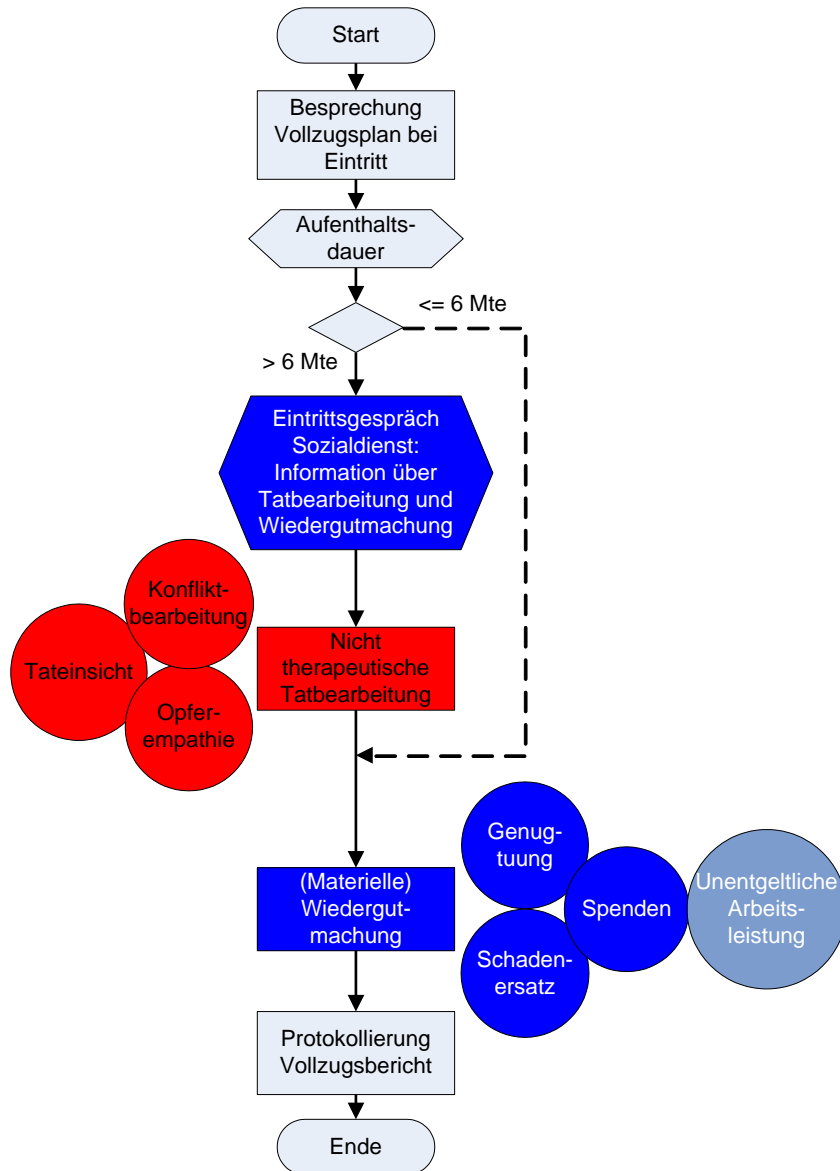 Start
Besprechung
Vollzugsplan bei
Eintritt
Aufenthalts-
dauer
<= 6 Mte
> 6 Mte
Eintrittsgespräch
Sozialdienst:
Information über
Tatbearbeitung und
Wiedergutmachung
Konflikt-
bearbeitung
Tateinsicht
Opfer-
empathie
Nicht
therapeutische
Tatbearbeitung
Genug-
tuung
(Materielle)
Wiedergut-
machung
Spenden
Unentgeltliche
Arbeits-
leistung
Schaden-
ersatz
Protokollierung
Vollzugsbericht
Ende